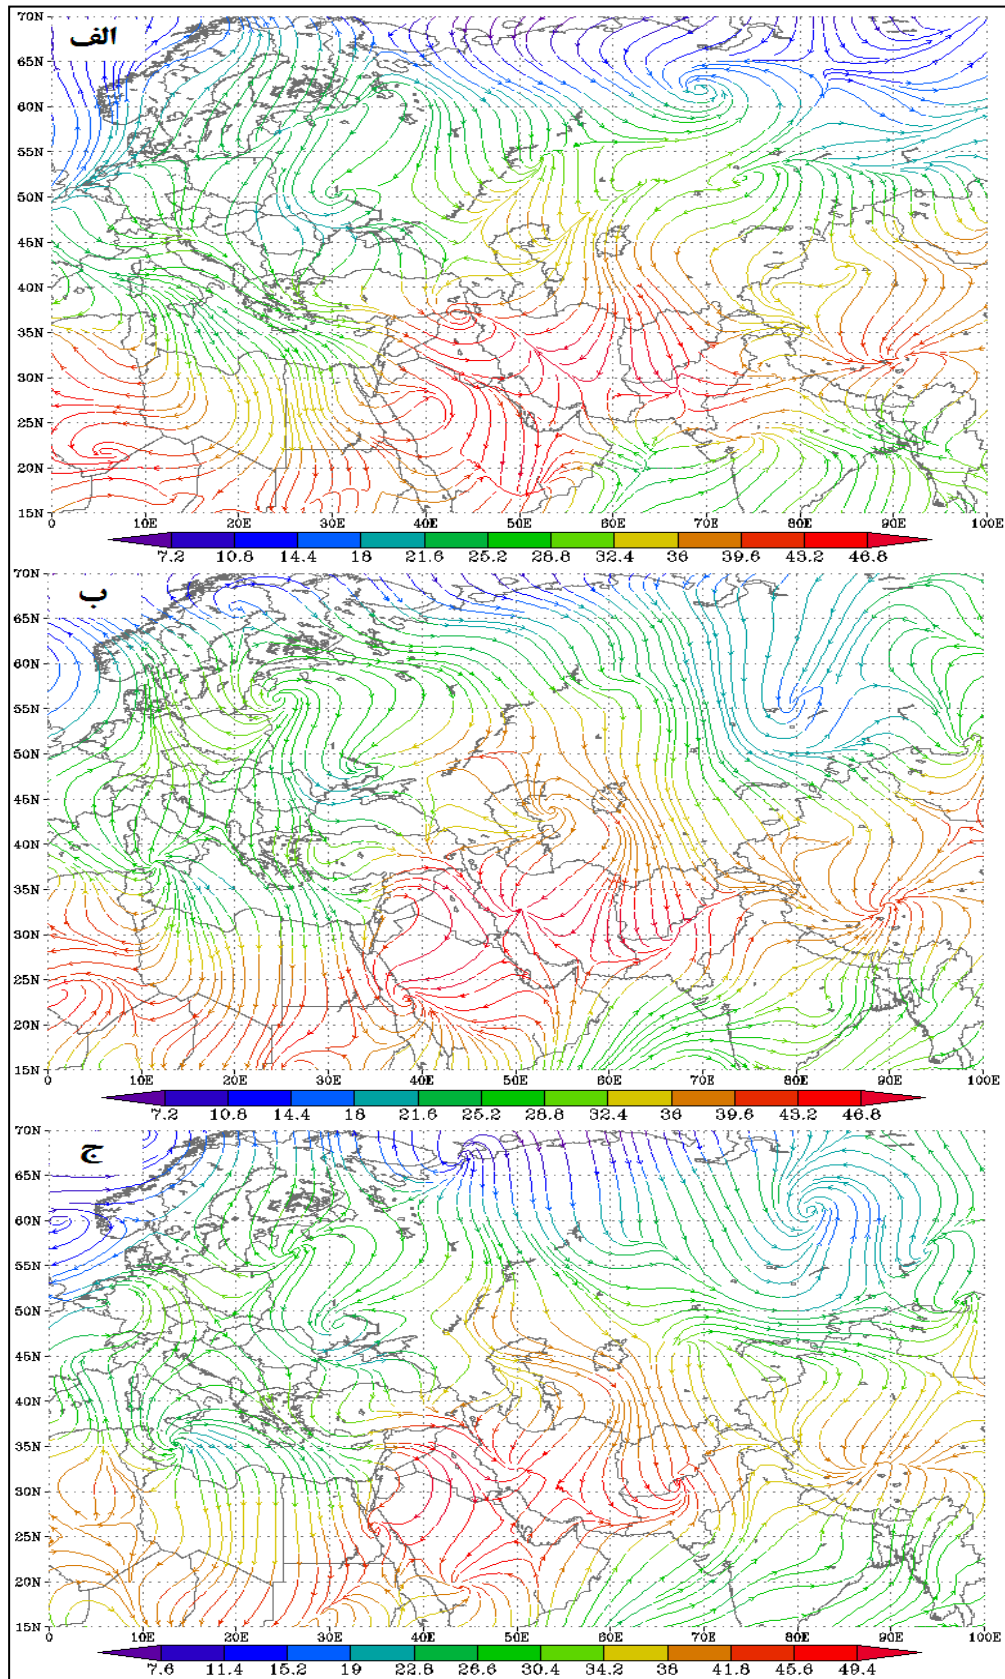 الف
70N
65N
60N
55N
50N
45N
40N
35N
30N
25N
20N
15N
0 10E 20E 30E 40E 50E 60E 70E 80E 90E 100E
7.2 10.8 14.4 18 21.6 25.2 28.8 32.4 36 39.6 43.2 46.8
ب
70N
65N
60N
55N
50N
45N
40N
35N
30N
25N
20N
15N
0 10E 20E 30E 40E 50E 60E 70E 80E 90E 100E
7.2 10.8 14.4 18 21.6 25.2 28.8 32.4 36 39.6 43.2 46.8
ج
70N
65N
60N
55N
50N
45N
40N
35N
30N
25N
20N
15N
0 10E 20E 30E 40E 50E 60E 70E 80E 90E 100E
7.6 11.4 15.2 19 22.8 26.6 30.4 34.2 38 41.8 45.6 49.4